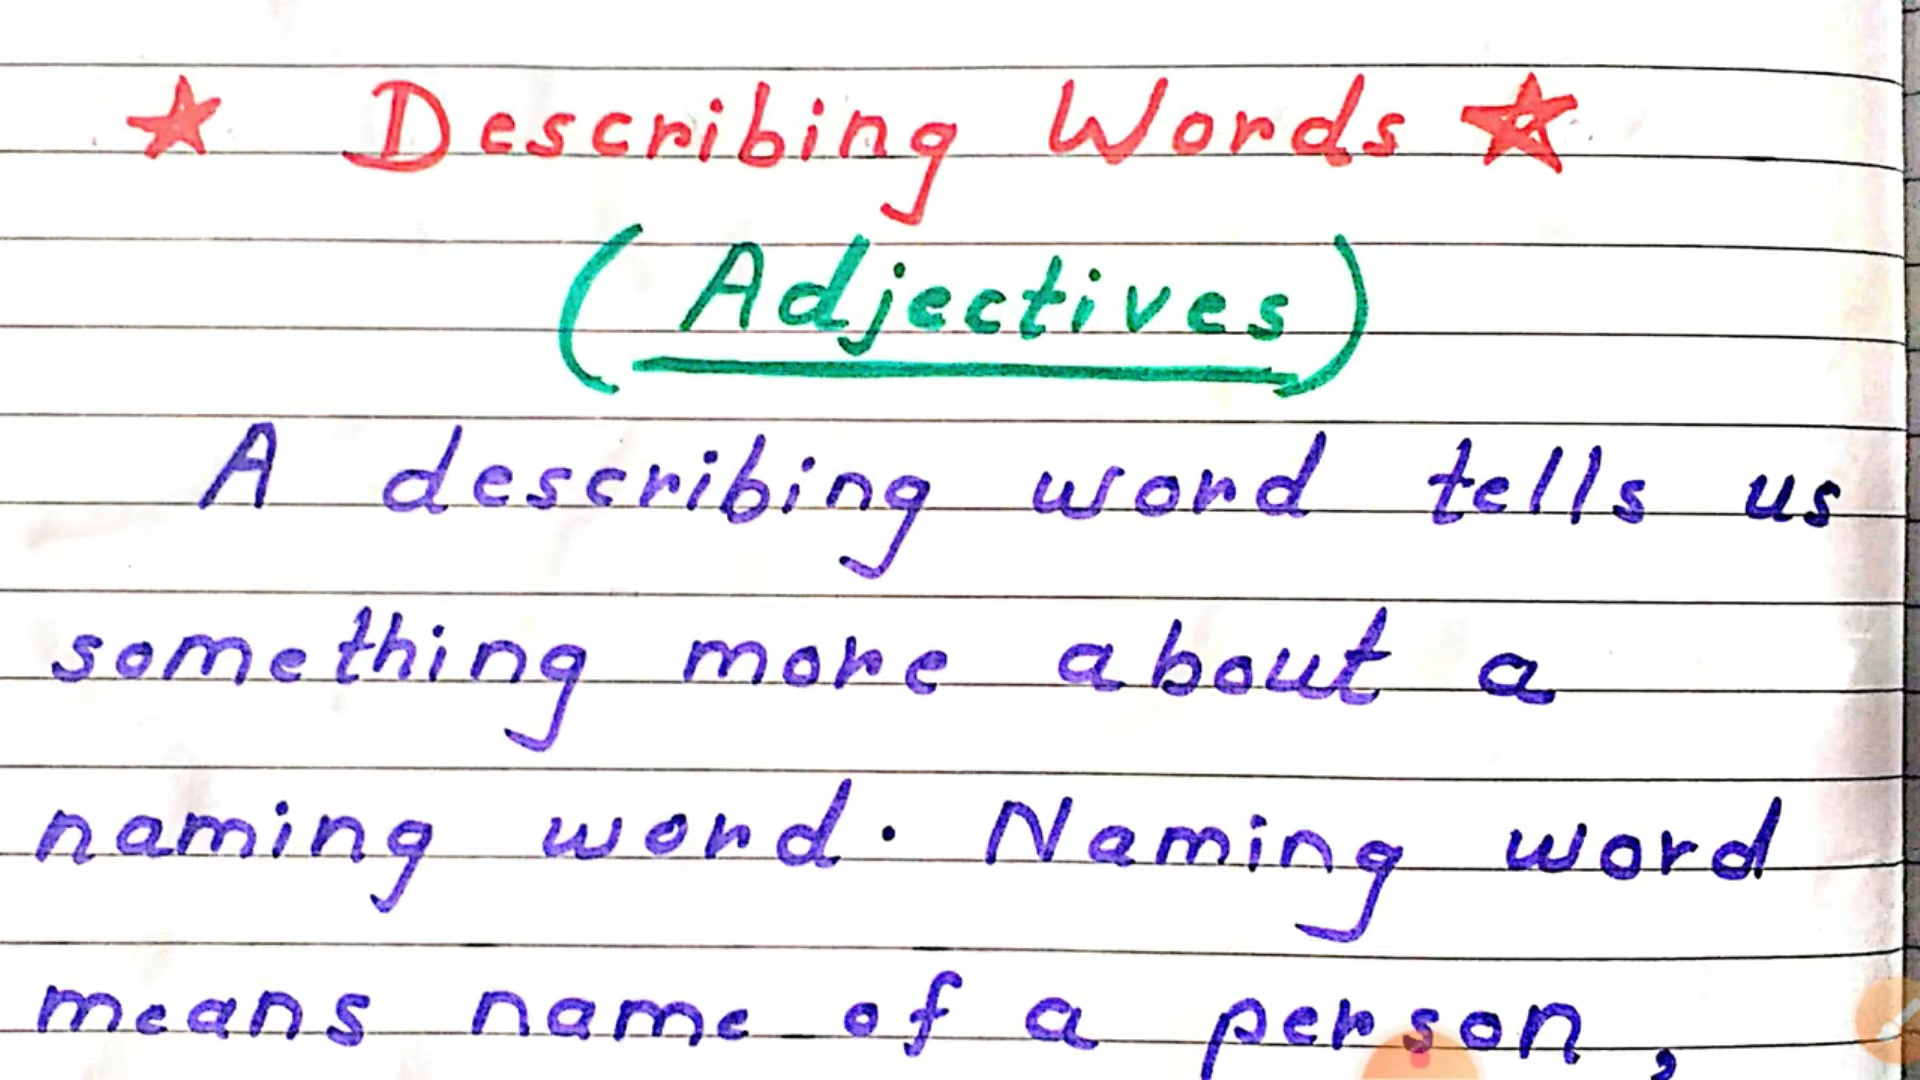 Describing Words
(Adjectives)
A describing word tells us
something more about a
naming word. Naming word
means name of a person,